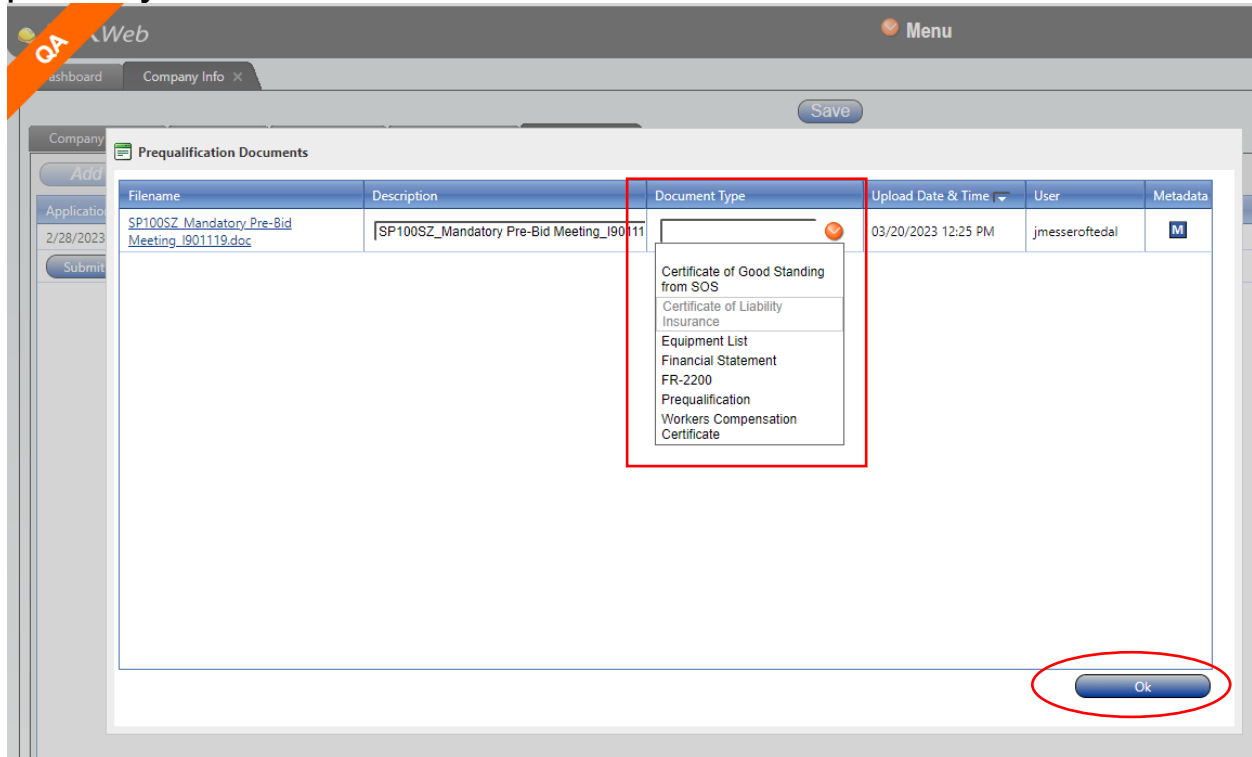 QA
Web
Menu
ashboard
Company Info ×
Save
Company
Prequalification Documents
Add
Filename
Description
Document Type
Upload Date & Time
User
Metadata
Application
SP100SZ_Mandatory Pre-Bid
Meeting_I901119.doc
SP100SZ_Mandatory Pre-Bid Meeting_I90111
03/20/2023 12:25 PM
jmesseroftedal
M
2/28/2023
Submit
Certificate of Good Standing
from SOS
Certificate of Liability
Insurance
Equipment List
Financial Statement
FR-2200
Prequalification
Workers Compensation
Certificate
Ok